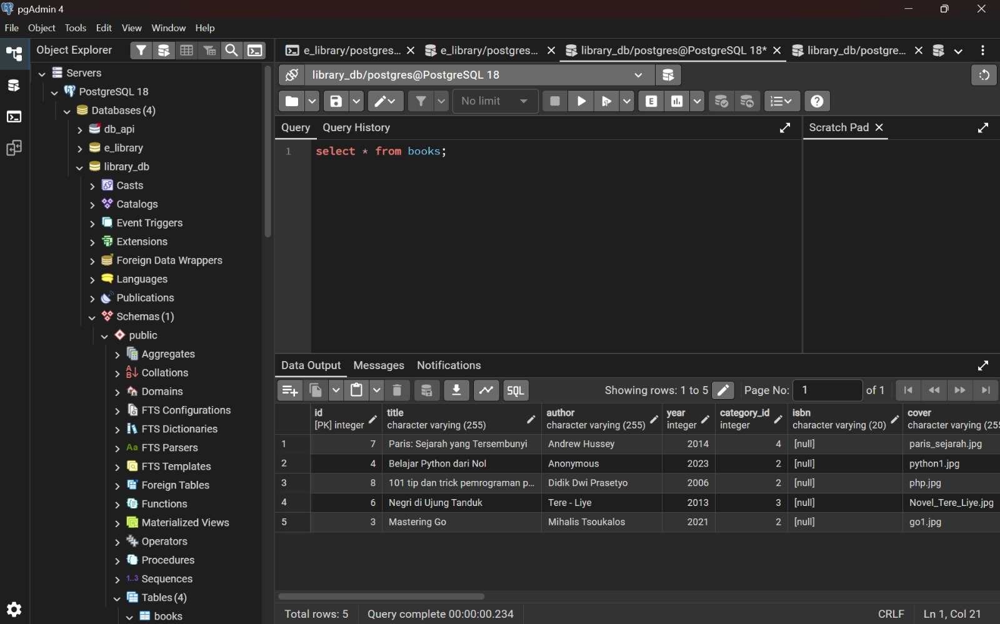 pgAdmin 4
File Object Tools Edit View Window Help
Object Explorer
Servers
PostgreSQL 18
Databases (4)
db_api
e_library
library_db
Casts
Catalogs
Event Triggers
Extensions
Foreign Data Wrappers
Languages
Publications
Schemas (1)
public
Aggregates
Collations
Domains
FTS Configurations
FTS Dictionaries
FTS Parsers
FTS Templates
Foreign Tables
Functions
Materialized Views
Operators
Procedures
1..3 Sequences
Tables (4)
books
e_library/postgres... e_library/postgres... library_db/postgres@PostgreSQL 18* library_db/postgre...
library_db/postgres@PostgreSQL 18
No limit E
Query Query History
Scratch Pad
1 select * from books;
Data Output Messages Notifications
SQL Showing rows: 1 to 5 Page No: 1 of 1
id title author year category_id isbn cover
[PK] integer character varying (255) character varying (255) integer integer character varying (20) character varying (255
1 7 Paris: Sejarah yang Tersembunyi Andrew Hussey 2014 4 [null] paris_sejarah.jpg
2 4 Belajar Python dari Nol Anonymous 2023 2 [null] python1.jpg
3 8 101 tip dan trick pemrograman p... Didik Dwi Prasetyo 2006 2 [null] php.jpg
4 6 Negri di Ujung Tanduk Tere - Liye 2013 3 [null] Novel_Tere_Liye.jpg
5 3 Mastering Go Mihalis Tsoukalos 2021 2 [null] go1.jpg
Total rows: 5 Query complete 00:00:00.234 CRLF Ln 1, Col 21